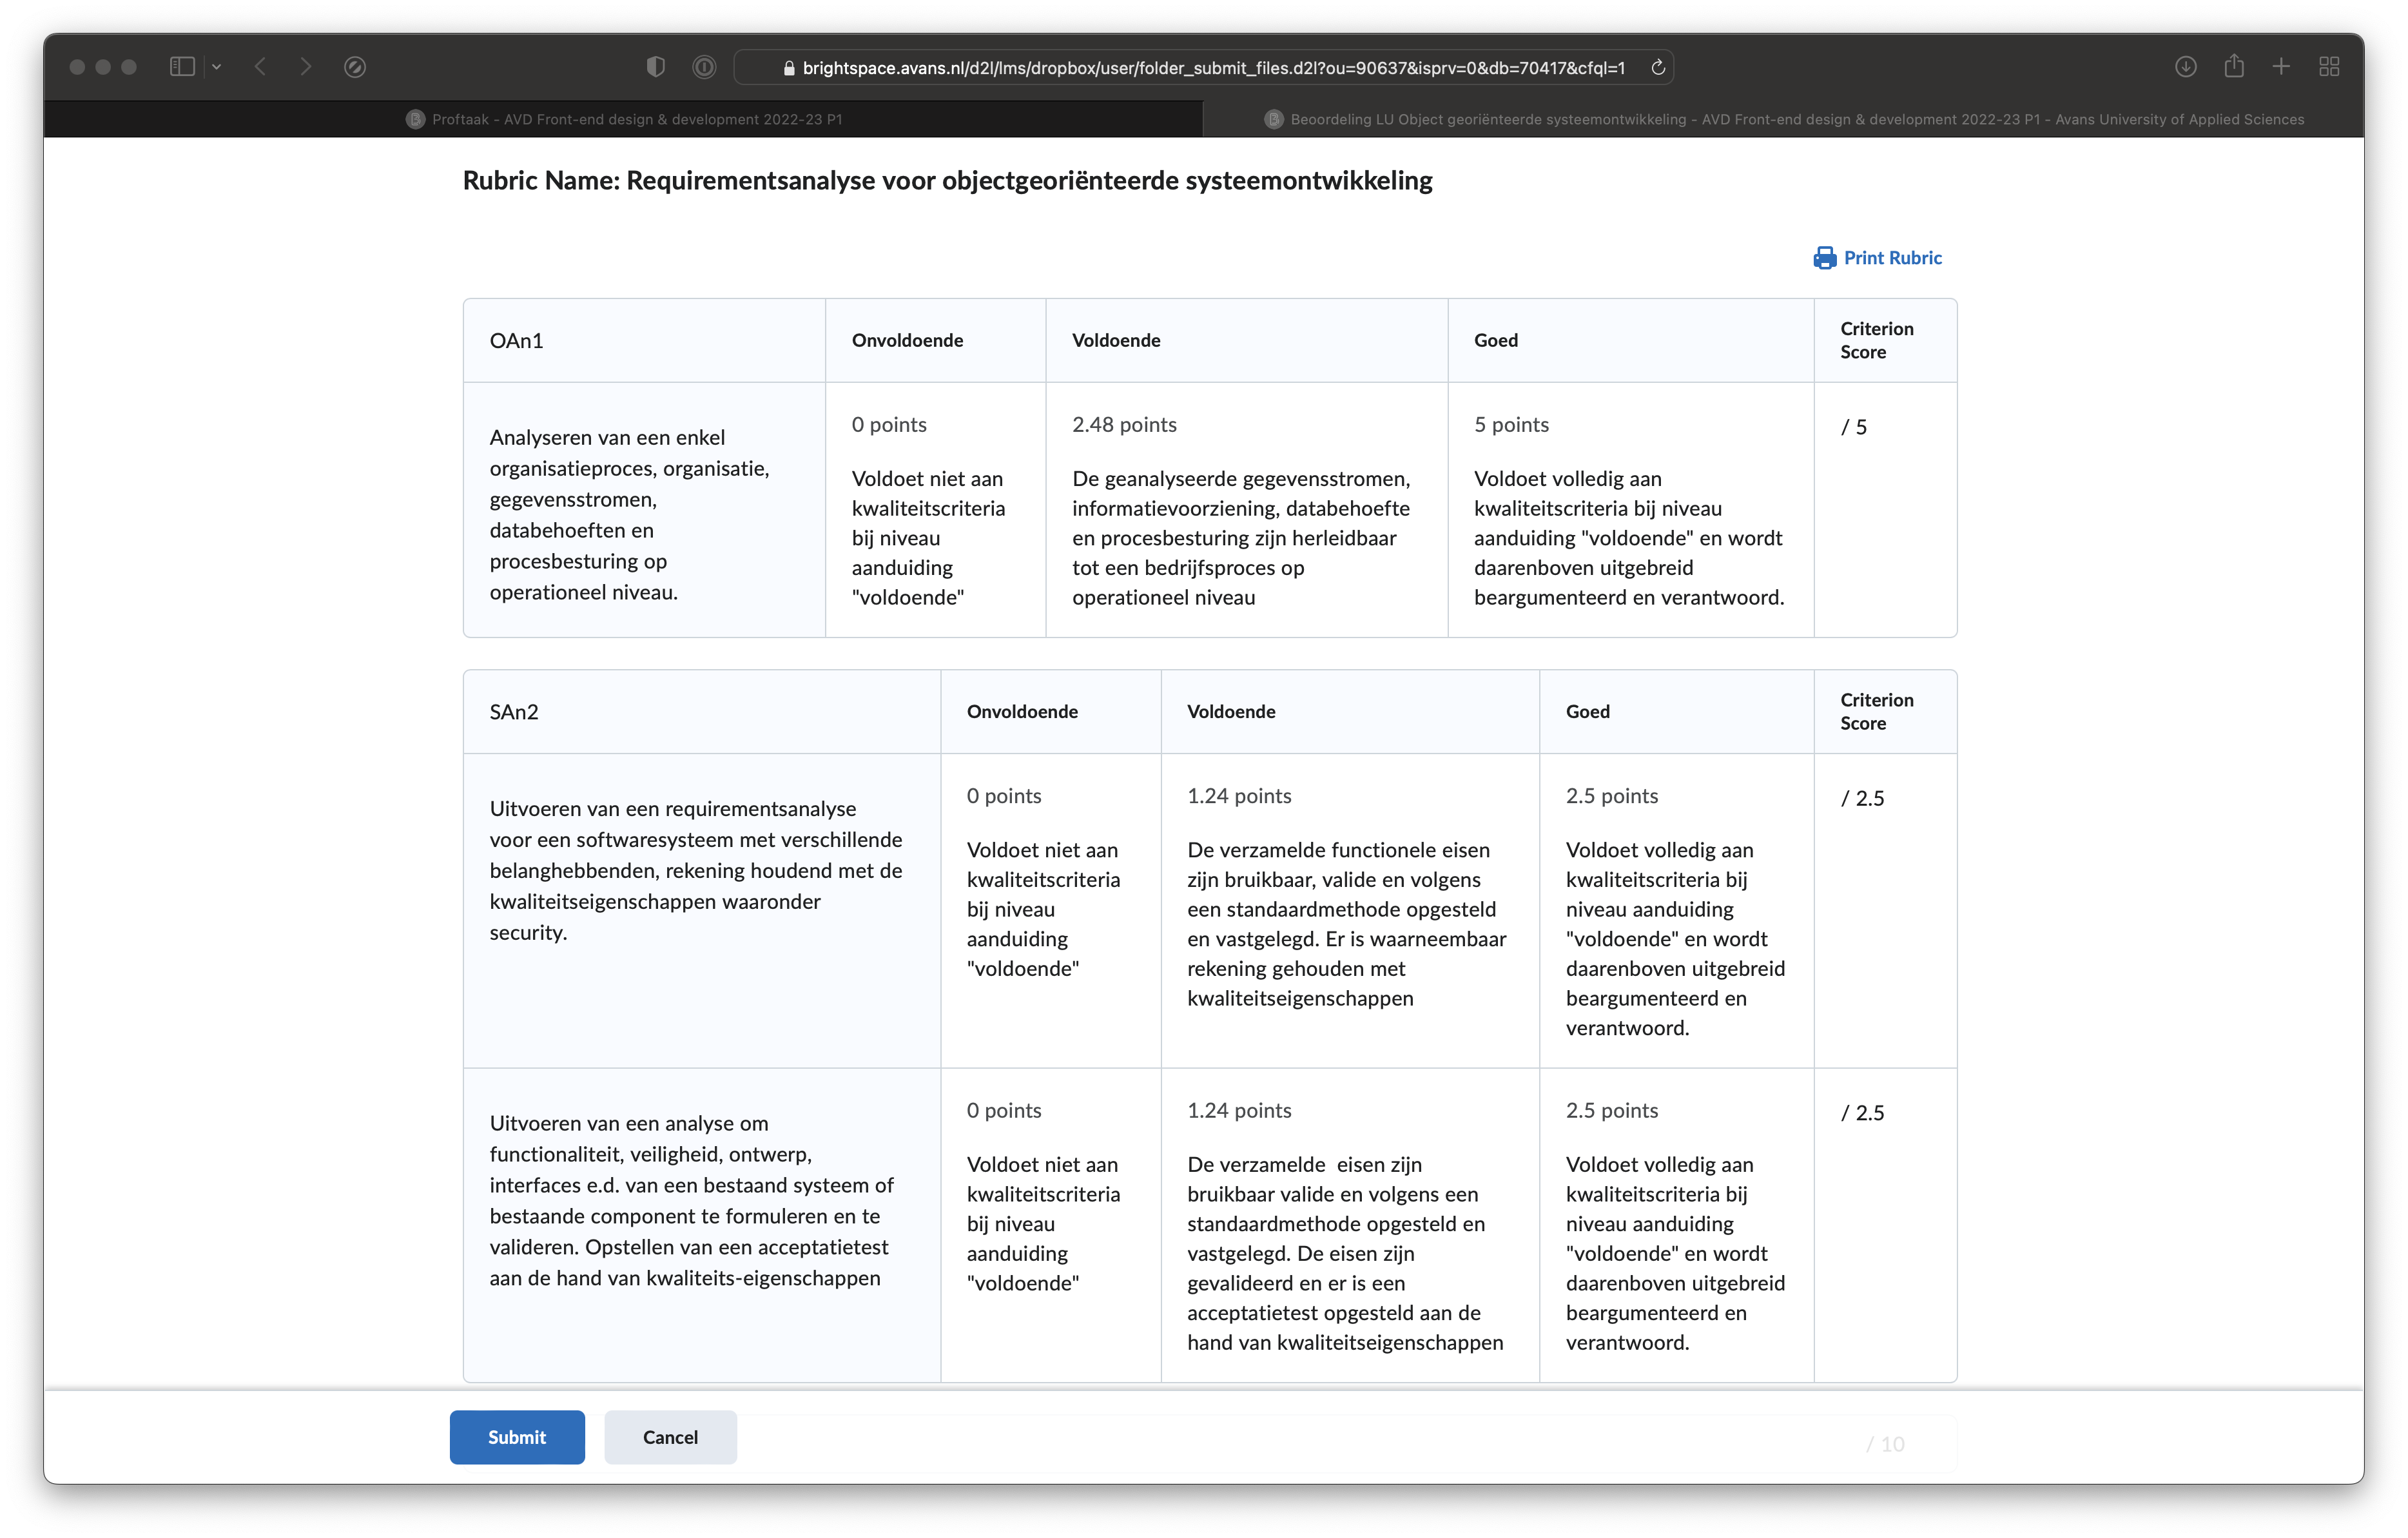 brightspace.avans.nl/d2l/lms/dropbox/user/folder_submit_files.d2l?ou=90637&isprv=0&db=70417&cfql=1
Proftaak - AVD Front-end design & development 2022-23 P1
Beoordeling LU Object georiënteerde systeemontwikkeling - AVD Front-end design & development 2022-23 P1 - Avans University of Applied Sciences
Rubric Name: Requirementsanalyse voor objectgeoriënteerde systeemontwikkeling
Print Rubric
OAn1
Onvoldoende
Voldoende
Goed
Criterion
Score
Analyseren van een enkel
organisatieproces, organisatie,
gegevensstromen,
databehoeften en
procesbesturing op
operationeel niveau.
0 points
Voldoet niet aan
kwaliteitscriteria
bij niveau
aanduiding
"voldoende"
2.48 points
De geanalyseerde gegevensstromen,
informatievoorziening, databehoefte
en procesbesturing zijn herleidbaar
tot een bedrijfsproces op
operationeel niveau
5 points
Voldoet volledig aan
kwaliteitscriteria bij niveau
aanduiding "voldoende" en wordt
daarenboven uitgebreid
beargumenteerd en verantwoord.
/ 5
SAn2
Onvoldoende
Voldoende
Goed
Criterion
Score
Uitvoeren van een requirementsanalyse
voor een softwaresysteem met verschillende
belanghebbenden, rekening houdend met de
kwaliteitseigenschappen waaronder
security.
0 points
Voldoet niet aan
kwaliteitscriteria
bij niveau
aanduiding
"voldoende"
1.24 points
De verzamelde functionele eisen
zijn bruikbaar, valide en volgens
een standaardmethode opgesteld
en vastgelegd. Er is waarneembaar
rekening gehouden met
kwaliteitseigenschappen
2.5 points
Voldoet volledig aan
kwaliteitscriteria bij
niveau aanduiding
"voldoende" en wordt
daarenboven uitgebreid
beargumenteerd en
verantwoord.
/ 2.5
Uitvoeren van een analyse om
functionaliteit, veiligheid, ontwerp,
interfaces e.d. van een bestaand systeem of
bestaande component te formuleren en te
valideren. Opstellen van een acceptatietest
aan de hand van kwaliteits-eigenschappen
0 points
Voldoet niet aan
kwaliteitscriteria
bij niveau
aanduiding
"voldoende"
1.24 points
De verzamelde  eisen zijn
bruikbaar valide en volgens een
standaardmethode opgesteld en
vastgelegd. De eisen zijn
gevalideerd en er is een
acceptatietest opgesteld aan de
hand van kwaliteitseigenschappen
2.5 points
Voldoet volledig aan
kwaliteitscriteria bij
niveau aanduiding
"voldoende" en wordt
daarenboven uitgebreid
beargumenteerd en
verantwoord.
/ 2.5
Submit
Cancel
/ 10